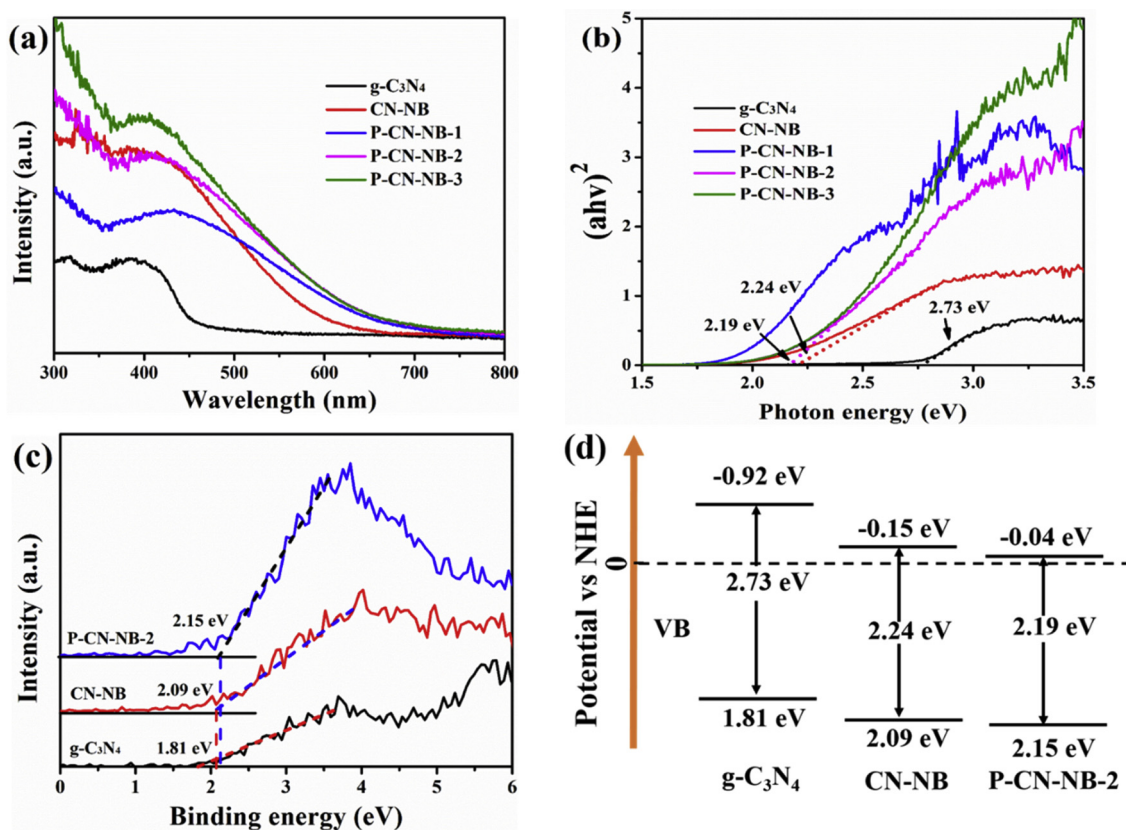 (a)
g-C₃N₄
CN-NB
P-CN-NB-1
P-CN-NB-2
P-CN-NB-3
Intensity (a.u.)
300 400 500 600 700 800
Wavelength (nm)
(b)
g-C₃N₄
CN-NB
P-CN-NB-1
P-CN-NB-2
P-CN-NB-3
(ahv)²
5
4
3
2
1
0
2.24 eV
2.19 eV
2.73 eV
1.5 2.0 2.5 3.0 3.5
Photon energy (eV)
(c)
Intensity (a.u.)
2.15 eV
P-CN-NB-2
2.09 eV
CN-NB
1.81 eV
g-C₃N₄
0 1 2 3 4 5 6
Binding energy (eV)
(d)
Potential vs NHE
0
VB
-0.92 eV
2.73 eV
1.81 eV
g-C₃N₄
-0.15 eV
2.24 eV
2.09 eV
CN-NB
-0.04 eV
2.19 eV
2.15 eV
P-CN-NB-2